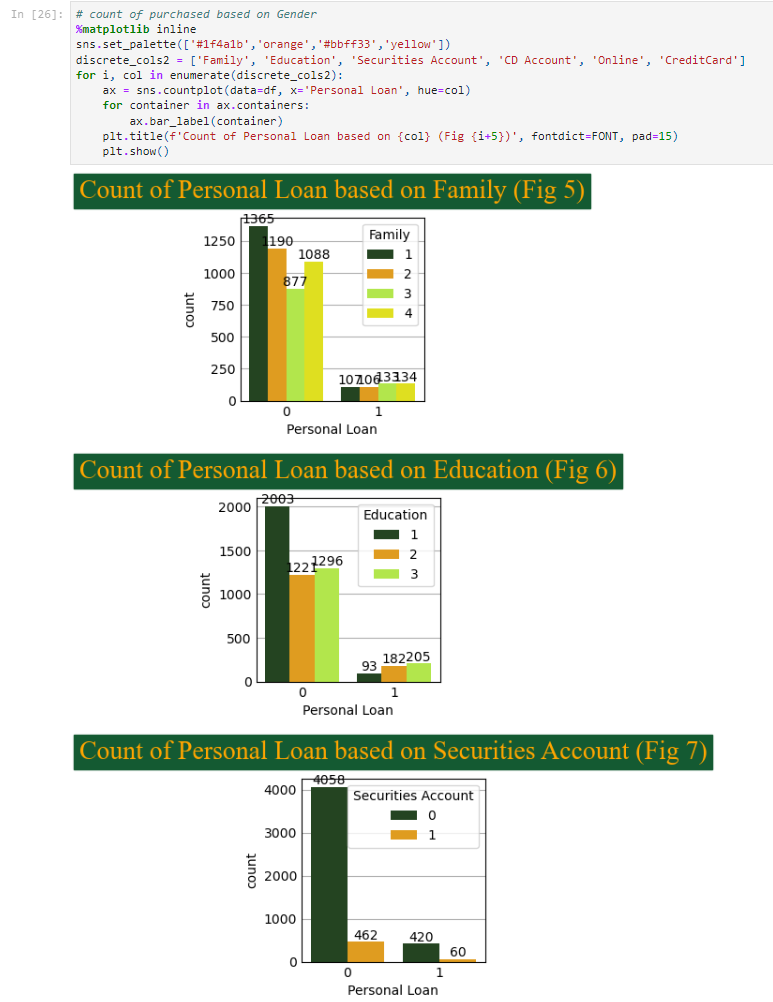 In [26]:
# count of purchased based on Gender
%matplotlib inline
sns.set_palette(['#1f4a1b','orange','#bbff33','yellow'])
discrete_cols2 = ['Family', 'Education', 'Securities Account', 'CD Account', 'Online', 'CreditCard']
for i, col in enumerate(discrete_cols2):
    ax = sns.countplot(data=df, x='Personal Loan', hue=col)
    for container in ax.containers:
        ax.bar_label(container)
    plt.title(f'Count of Personal Loan based on {col} (Fig {i+5})', fontdict=FONT, pad=15)
    plt.show()
Count of Personal Loan based on Family (Fig 5)
1365
1190
877
1088
107
106
133
134
Family
1
2
3
4
1250
1000
750
500
250
0
count
0 1
Personal Loan
Count of Personal Loan based on Education (Fig 6)
2003
1221
1296
93
182
205
Education
1
2
3
2000
1500
1000
500
0
count
0 1
Personal Loan
Count of Personal Loan based on Securities Account (Fig 7)
4058
462
420
60
Securities Account
0
1
4000
3000
2000
1000
0
count
0 1
Personal Loan